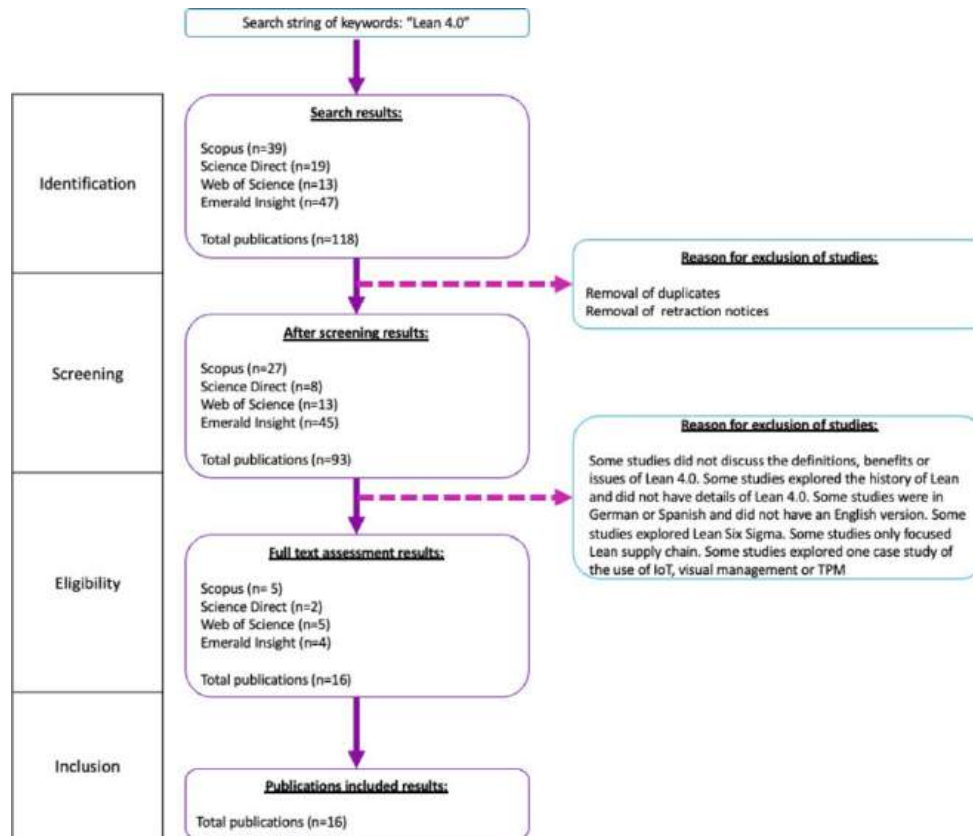 Search string of keywords: "Lean 4.0"
Identification
Search results:
Scopus (n=39)
Science Direct (n=19)
Web of Science (n=13)
Emerald Insight (n=47)
Total publications (n=118)
Reason for exclusion of studies:
Removal of duplicates
Removal of retraction notices
Screening
After screening results:
Scopus (n=27)
Science Direct (n=8)
Web of Science (n=13)
Emerald Insight (n=45)
Total publications (n=93)
Reason for exclusion of studies:
Some studies did not discuss the definitions, benefits or
issues of Lean 4.0. Some studies explored the history of Lean
and did not have details of Lean 4.0. Some studies were in
German or Spanish and did not have an English version. Some
studies explored Lean Six Sigma. Some studies only focused
Lean supply chain. Some studies explored one case study of
the use of IoT, visual management or TPM
Eligibility
Full text assessment results:
Scopus (n= 5)
Science Direct (n=2)
Web of Science (n=5)
Emerald Insight (n=4)
Total publications (n=16)
Inclusion
Publications included results:
Total publications (n=16)